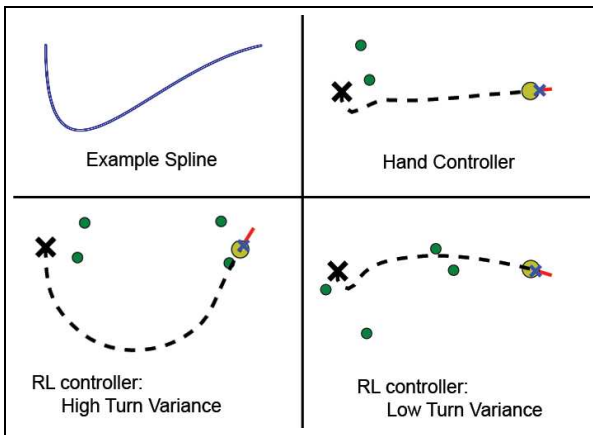 Example Spline
Hand Controller
RL controller:
High Turn Variance
RL controller:
Low Turn Variance